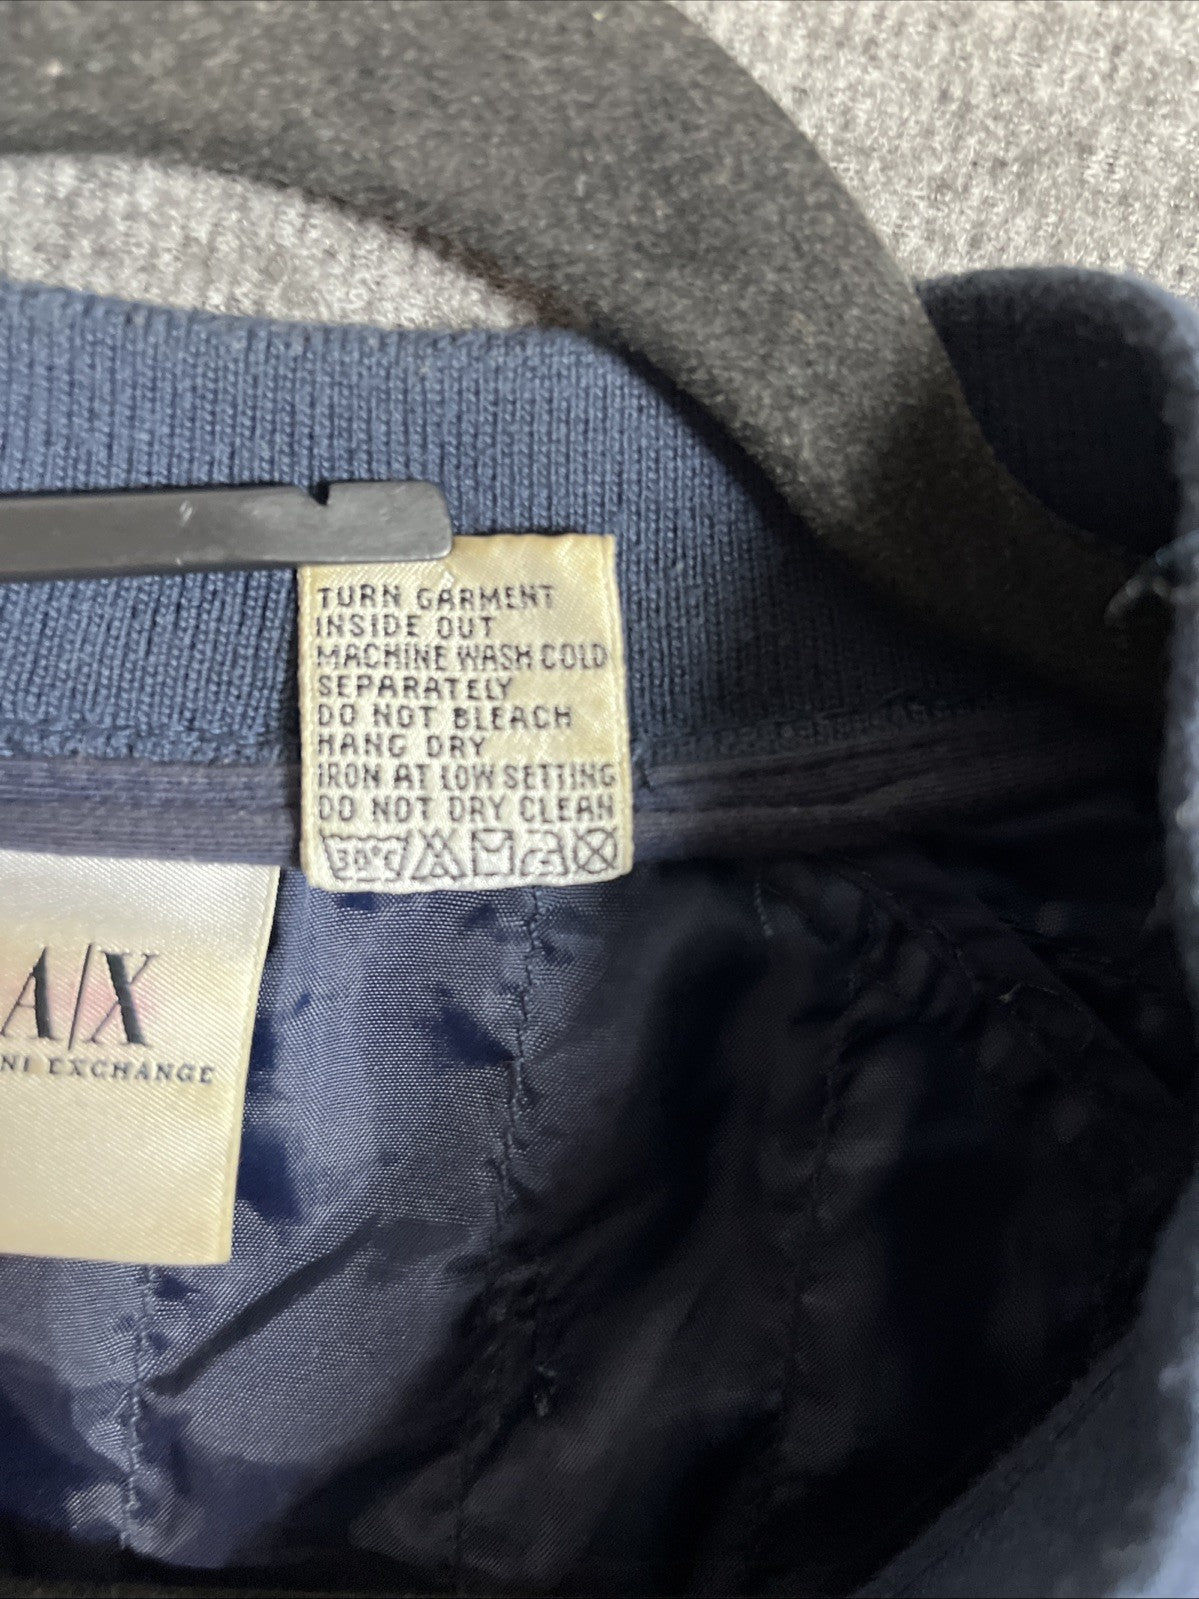 TURN GARMENT
INSIDE OUT
MACHINE WASH COLD
SEPARATELY
DO NOT BLEACH
HANG DRY
IRON AT LOW SETTING
DO NOT DRY CLEAN
30°C
A/X
NI EXCHANGE